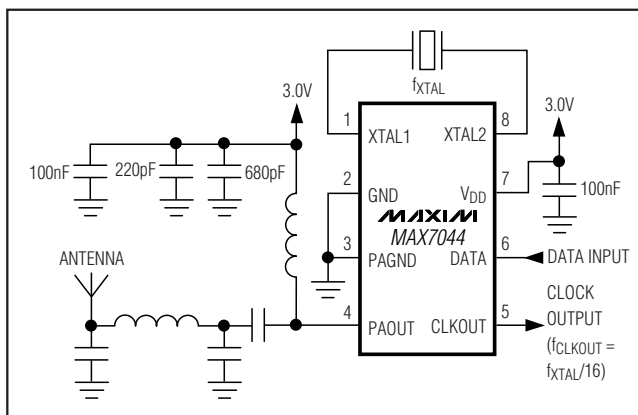 fXTAL
3.0V
3.0V
1
8
XTAL1
XTAL2
100nF
220pF
680pF
2
7
GND
VDD
100nF
MAXIM
MAX7044
ANTENNA
3
6
PAGND
DATA
DATA INPUT
4
5
PAOUT
CLKOUT
CLOCK
OUTPUT
(fCLKOUT =
fXTAL/16)